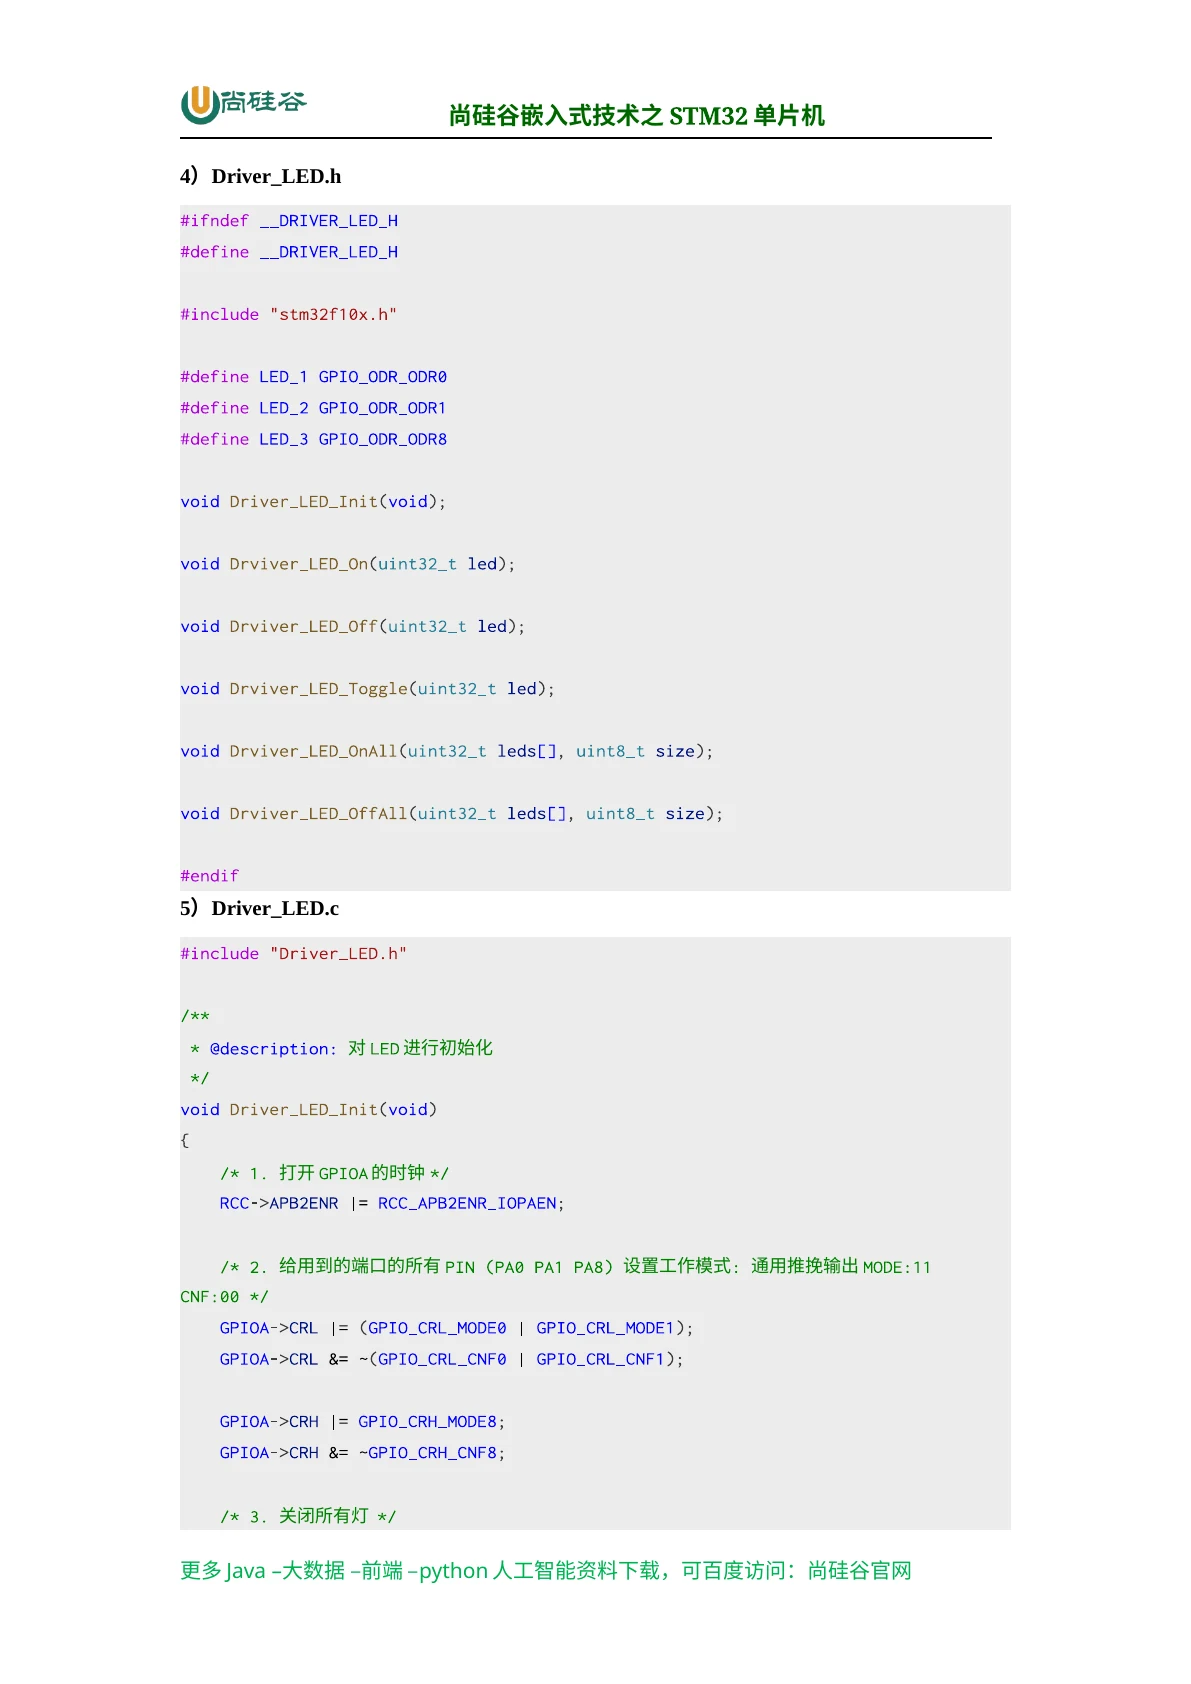 尚硅谷
尚硅谷嵌入式技术之 STM32 单片机
4）Driver_LED.h
#ifndef __DRIVER_LED_H
#define __DRIVER_LED_H
#include "stm32f10x.h"
#define LED_1 GPIO_ODR_ODR0
#define LED_2 GPIO_ODR_ODR1
#define LED_3 GPIO_ODR_ODR8
void Driver_LED_Init(void);
void Drviver_LED_On(uint32_t led);
void Drviver_LED_Off(uint32_t led);
void Drviver_LED_Toggle(uint32_t led);
void Drviver_LED_OnAll(uint32_t leds[], uint8_t size);
void Drviver_LED_OffAll(uint32_t leds[], uint8_t size);
#endif
5）Driver_LED.c
#include "Driver_LED.h"
/**
 * @description: 对 LED 进行初始化
 */
void Driver_LED_Init(void)
{
    /* 1. 打开 GPIOA 的时钟 */
    RCC->APB2ENR |= RCC_APB2ENR_IOPAEN;
    /* 2. 给用到的端口的所有 PIN (PA0 PA1 PA8) 设置工作模式: 通用推挽输出 MODE:11
CNF:00 */
    GPIOA->CRL |= (GPIO_CRL_MODE0 | GPIO_CRL_MODE1);
    GPIOA->CRL &= ~(GPIO_CRL_CNF0 | GPIO_CRL_CNF1);
    GPIOA->CRH |= GPIO_CRH_MODE8;
    GPIOA->CRH &= ~GPIO_CRH_CNF8;
    /* 3. 关闭所有灯 */
更多 Java –大数据 –前端 –python 人工智能资料下载，可百度访问：尚硅谷官网